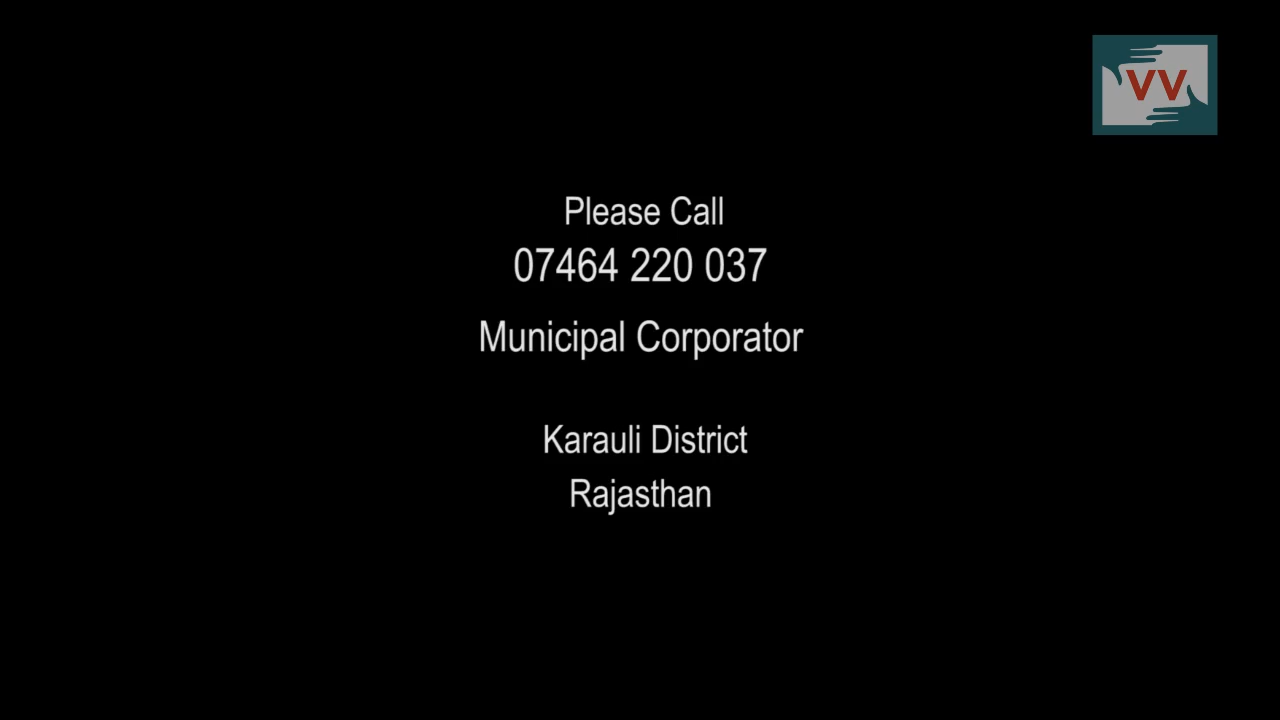 VV
Please Call
07464 220 037
Municipal Corporator
Karauli District
Rajasthan